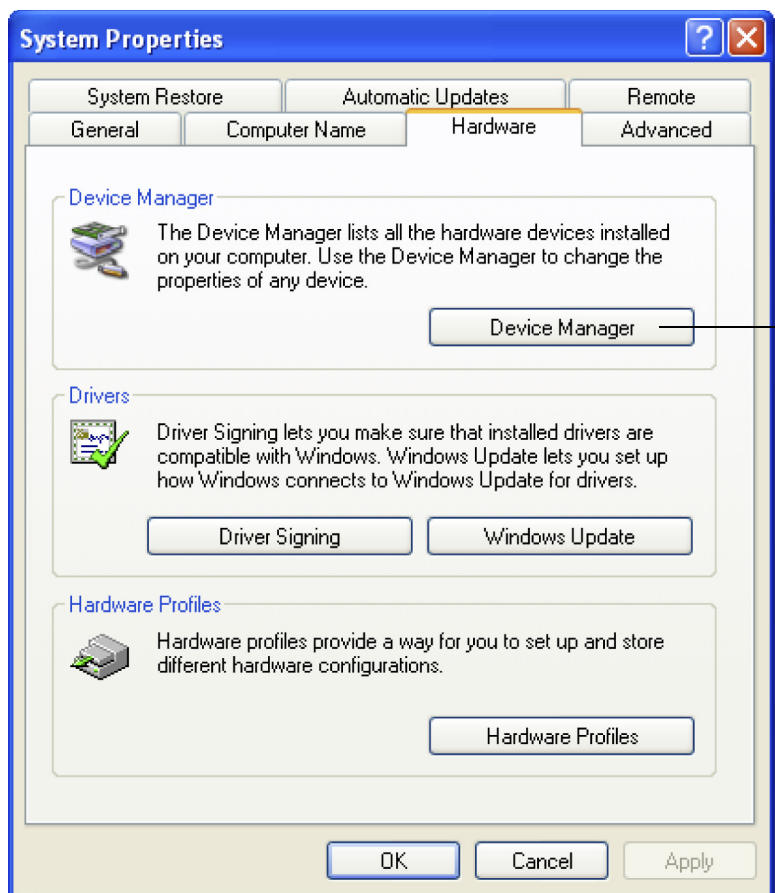 System Properties
System Restore Automatic Updates Remote
General Computer Name Hardware Advanced
Device Manager
The Device Manager lists all the hardware devices installed
on your computer. Use the Device Manager to change the
properties of any device.
Device Manager
Drivers
Driver Signing lets you make sure that installed drivers are
compatible with Windows. Windows Update lets you set up
how Windows connects to Windows Update for drivers.
Driver Signing Windows Update
Hardware Profiles
Hardware profiles provide a way for you to set up and store
different hardware configurations.
Hardware Profiles
OK Cancel Apply